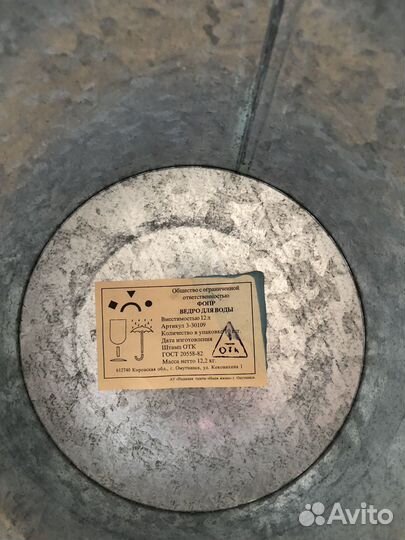 Общество с ограниченной
ответственностью
ФОПР
ВЕДРО ДЛЯ ВОДЫ
Вместимостью 12 л
Артикул 3-30109
Количество в упаковке
Дата изготовления
Штамп ОТК
ГОСТ 20558-82
Масса нетто 12,2 кг.
ОТК
612740 Кировская обл., г. Омутнинск, ул. Коковихина 1
г. Омутнинск
Avito